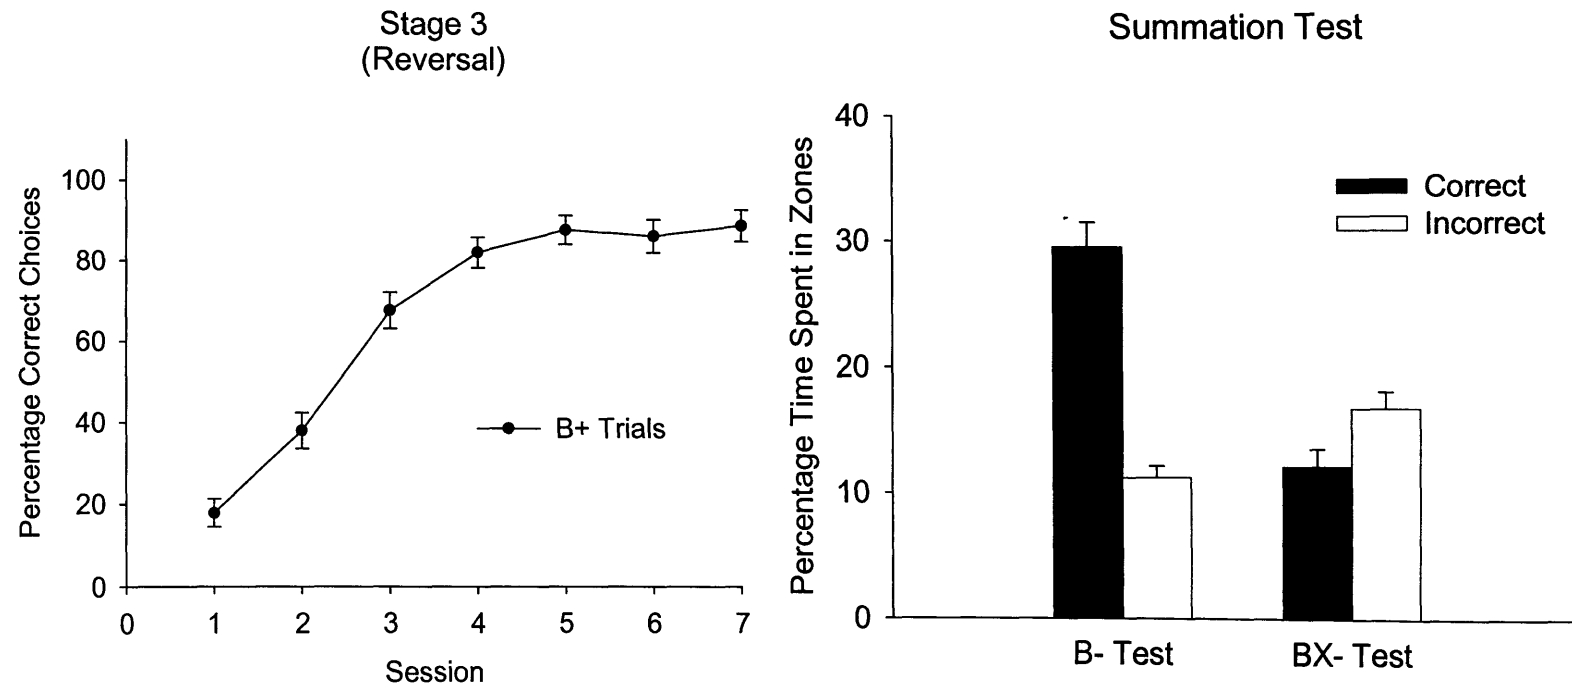 Stage 3
(Reversal)
Percentage Correct Choices
100
80
60
40
20
0
B+ Trials
0 1 2 3 4 5 6 7
Session
Summation Test
Percentage Time Spent in Zones
40
30
20
10
0
Correct
Incorrect
B- Test BX- Test